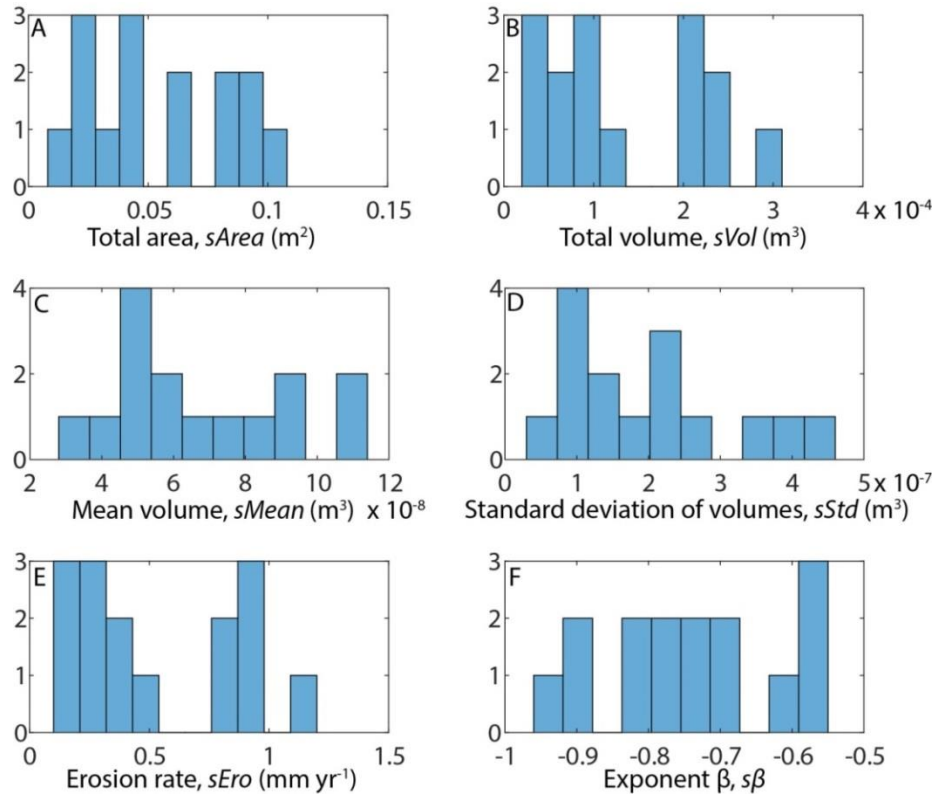 A
3
2
1
0
0 0.05 0.1 0.15
Total area, sArea (m²)
B
3
2
1
0
0 1 2 3 4 x 10⁻⁴
Total volume, sVol (m³)
C
4
2
0
2 4 6 8 10 12
Mean volume, sMean (m³) x 10⁻⁸
D
4
2
0
0 1 2 3 4 5 x 10⁻⁷
Standard deviation of volumes, sStd (m³)
E
3
2
1
0
0 0.5 1 1.5
Erosion rate, sEro (mm yr⁻¹)
F
3
2
1
0
-1 -0.9 -0.8 -0.7 -0.6 -0.5
Exponent β, sβ